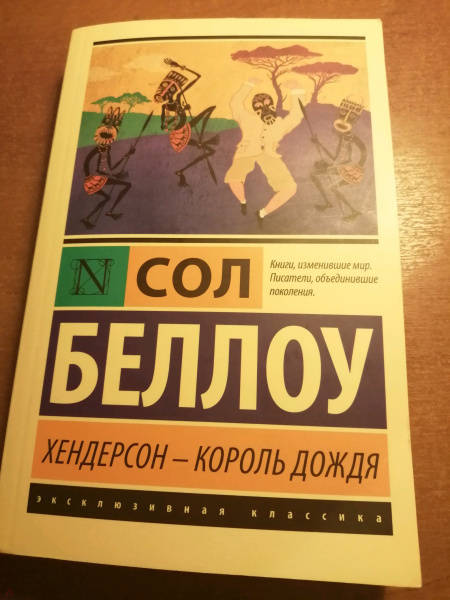 N
СОЛ
Книги, изменившие мир.
Писатели, объединившие
поколения.
БЕЛЛОУ
ХЕНДЕРСОН – КОРОЛЬ ДОЖДЯ
эксклюзивная классика